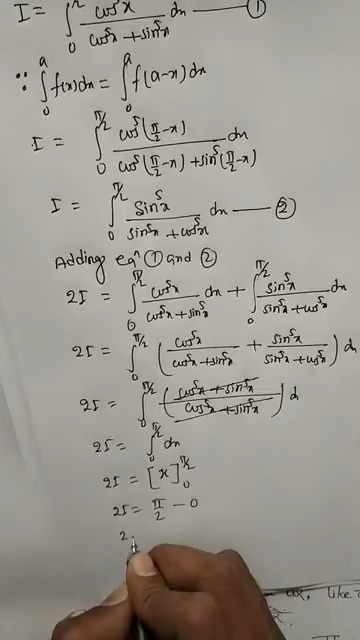 I = ∫₀^π/2 cos⁵x / cos⁵x + sin⁵x dx — ①
∵ ∫₀^a f(x)dx = ∫₀^a f(a-x)dx
I = ∫₀^π/2 cos⁵(π/2 -x) / cos⁵(π/2 -x) + sin⁵(π/2 -x) dx
I = ∫₀^π/2 sin⁵x / sin⁵x + cos⁵x dx — ②
Adding eqⁿ ① and ②
2I = ∫₀^π/2 cos⁵x / cos⁵x + sin⁵x dx + ∫₀^π/2 sin⁵x / sin⁵x + cos⁵x dx
2I = ∫₀^π/2 ( cos⁵x / cos⁵x + sin⁵x + sin⁵x / sin⁵x + cos⁵x ) dx
2I = ∫₀^π/2 ( cos⁵x + sin⁵x / cos⁵x + sin⁵x ) d
2I = ∫₀^π/2 dx
2I = [x]₀^π/2
2I = π/2 - 0
2
like